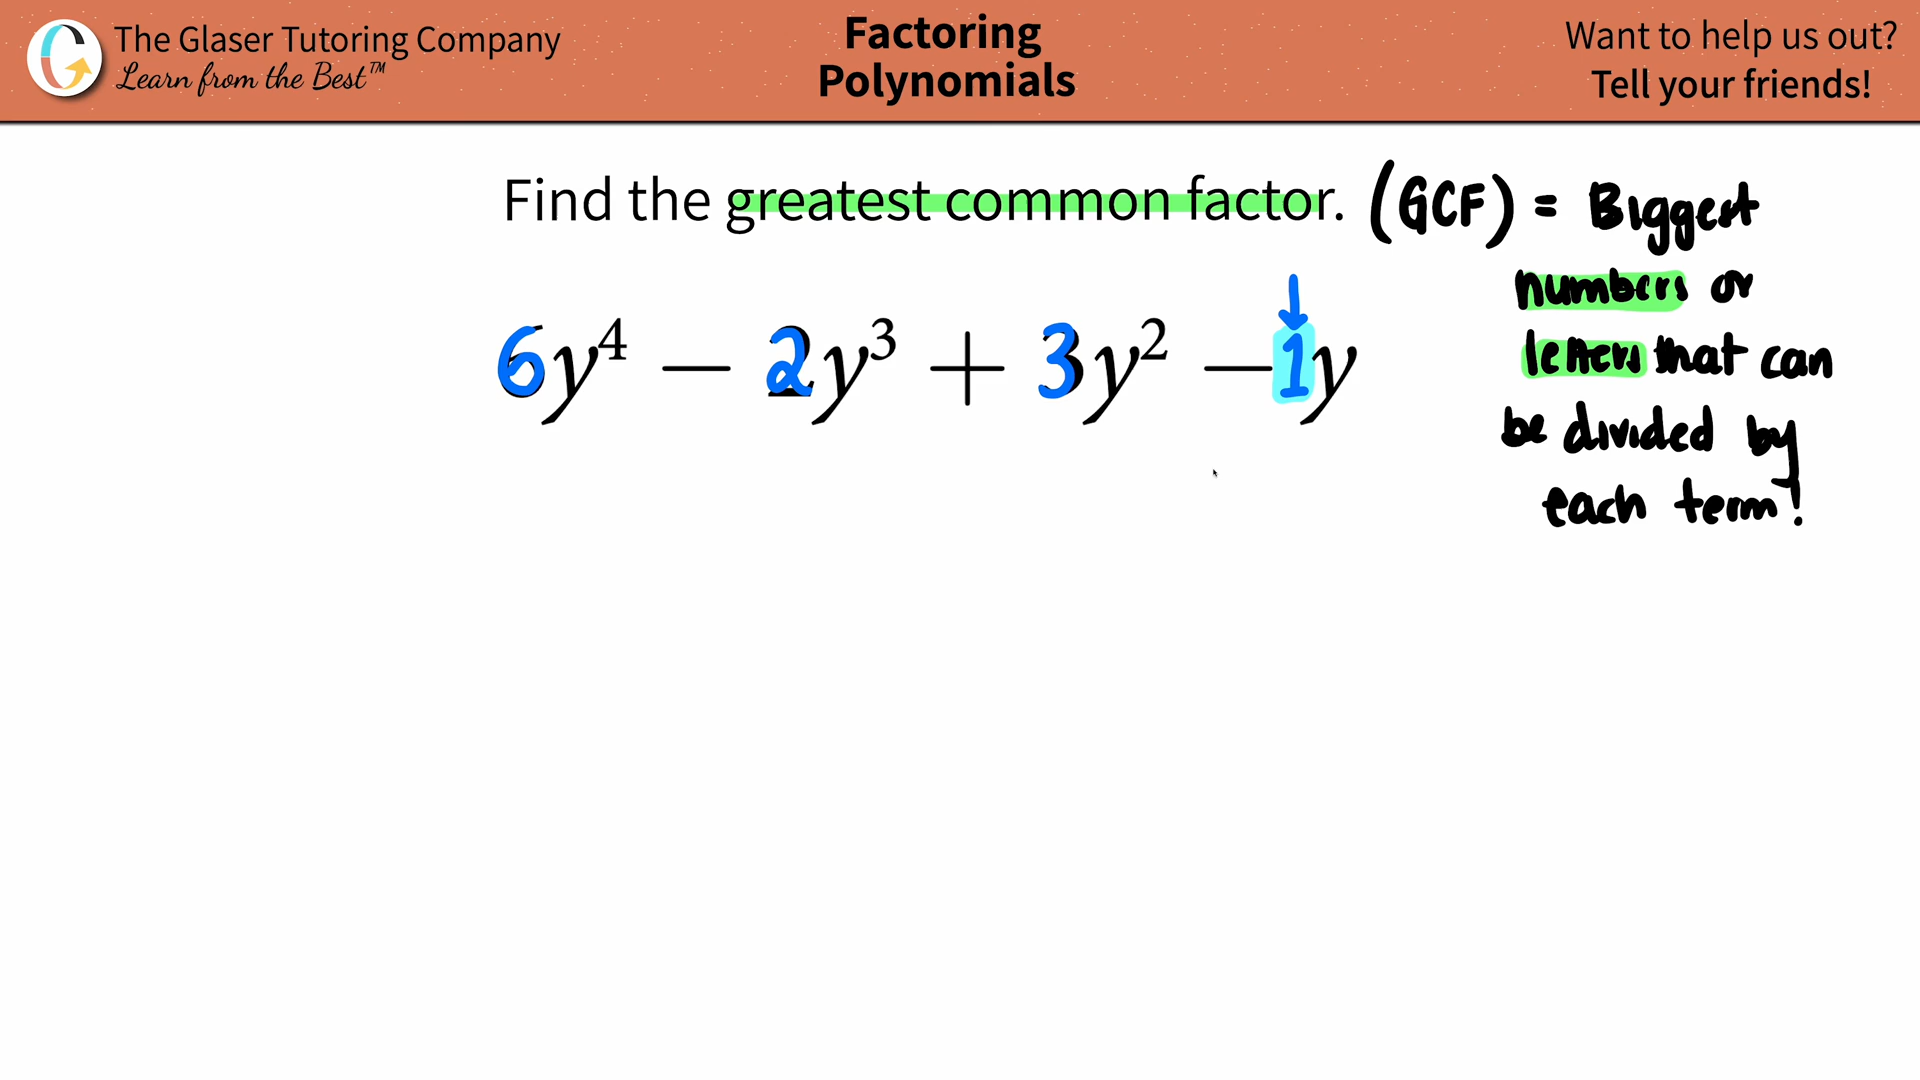 The Glaser Tutoring Company
Learn from the Best™
Factoring
Polynomials
Want to help us out?
Tell your friends!
Find the greatest common factor. (GCF) = Biggest
numbers or
letters that can
be divided by
each term!
6y⁴ − 2y³ + 3y² − 1y